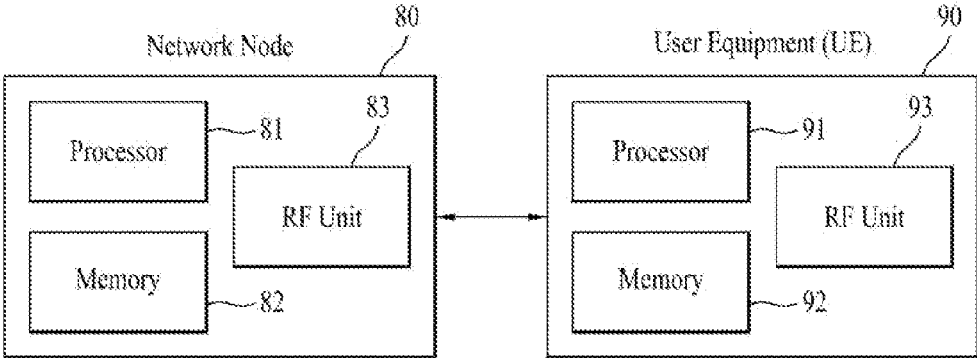 Network Node
80
Processor
81
83
RF Unit
Memory
82
User Equipment (UE)
90
Processor
91
93
RF Unit
Memory
92